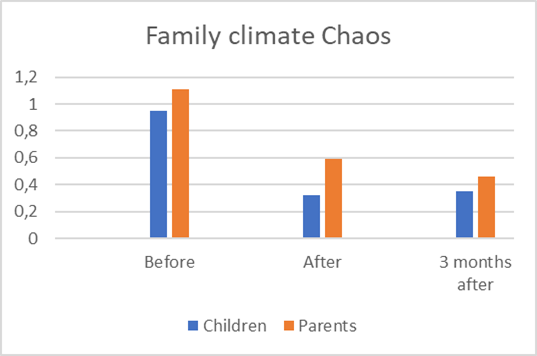 Family climate Chaos
1,2
1
0,8
0,6
0,4
0,2
0
Before
After
3 months
after
Children
Parents